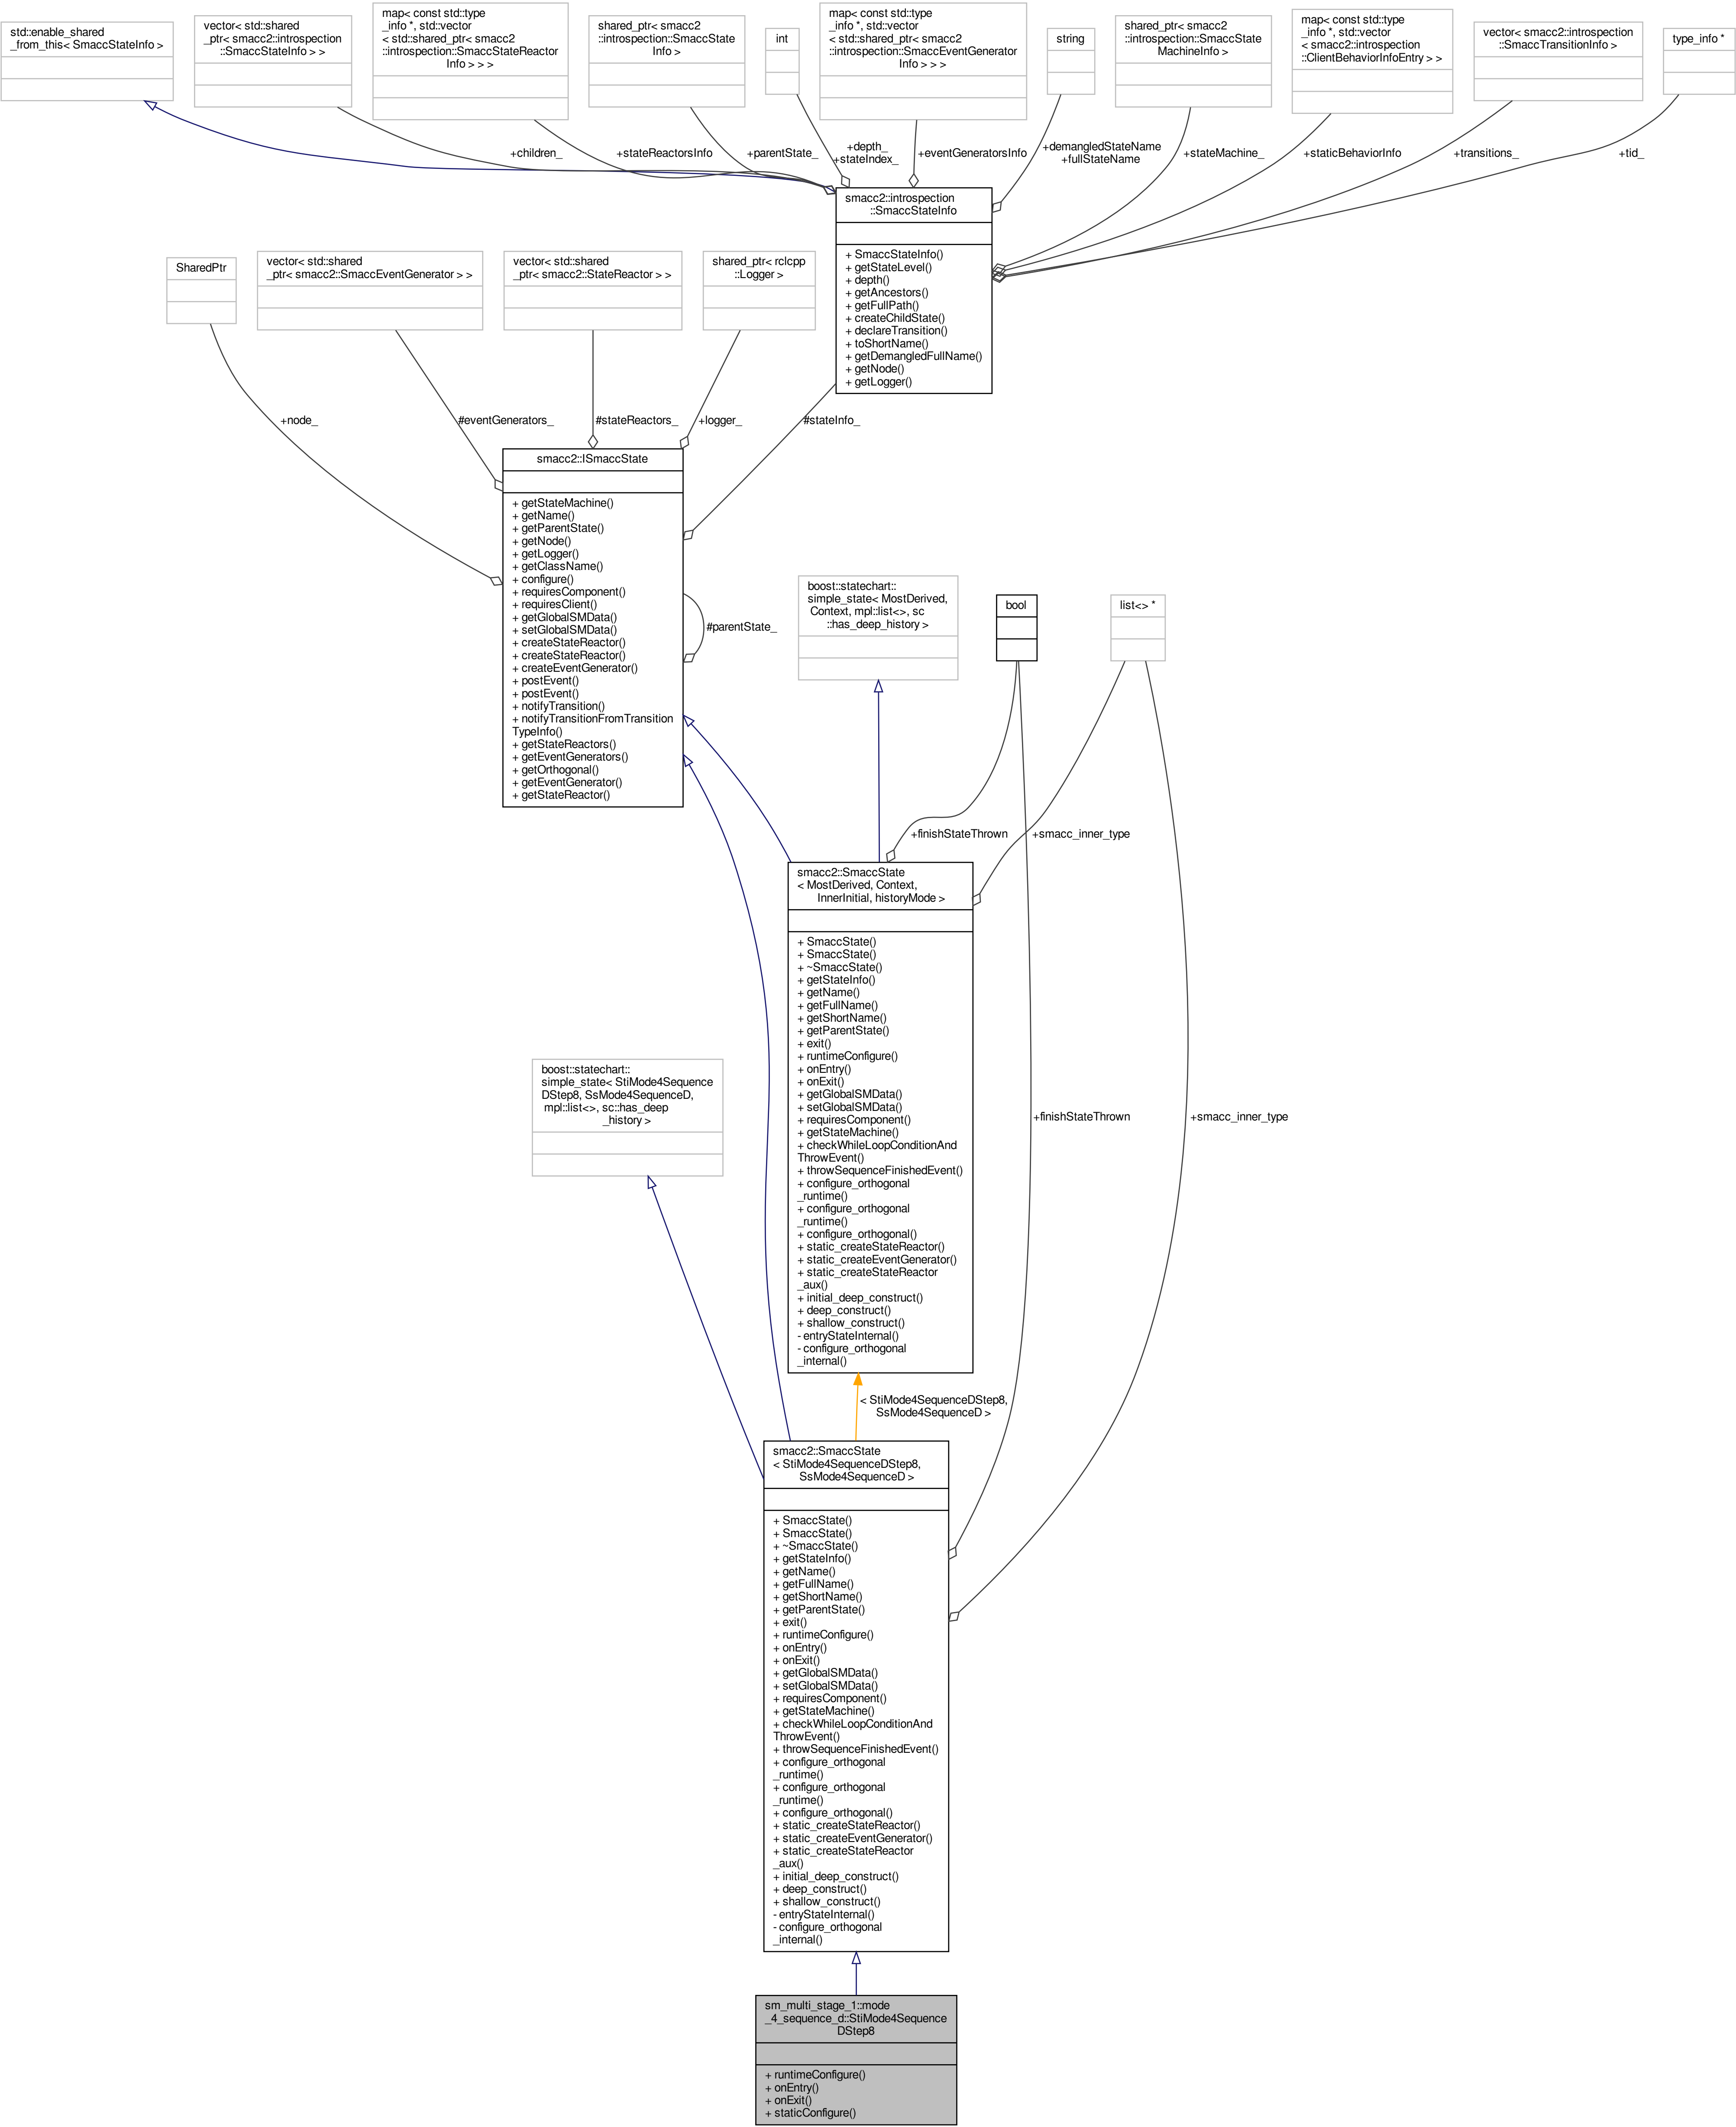 std::enable_shared
_from_this< SmaccStateInfo >
vector< std::shared
_ptr< smacc2::introspection
::SmaccStateInfo > >
map< const std::type
_info *, std::vector
< std::shared_ptr< smacc2
::introspection::SmaccStateReactor
Info > > >
shared_ptr< smacc2
::introspection::SmaccState
Info >
int
map< const std::type
_info *, std::vector
< std::shared_ptr< smacc2
::introspection::SmaccEventGenerator
Info > > >
string
shared_ptr< smacc2
::introspection::SmaccState
MachineInfo >
map< const std::type
_info *, std::vector
< smacc2::introspection
::ClientBehaviorInfoEntry > >
vector< smacc2::introspection
::SmaccTransitionInfo >
type_info *
+children_
+stateReactorsInfo
+parentState_
+depth_
+stateIndex_
+eventGeneratorsInfo
+demangledStateName
+fullStateName
+stateMachine_
+staticBehaviorInfo
+transitions_
+tid_
smacc2::introspection
::SmaccStateInfo
+ SmaccStateInfo()
+ getStateLevel()
+ depth()
+ getAncestors()
+ getFullPath()
+ createChildState()
+ declareTransition()
+ toShortName()
+ getDemangledFullName()
+ getNode()
+ getLogger()
SharedPtr
vector< std::shared
_ptr< smacc2::SmaccEventGenerator > >
vector< std::shared
_ptr< smacc2::StateReactor > >
shared_ptr< rclcpp
::Logger >
+node_
#eventGenerators_
#stateReactors_
+logger_
#stateInfo_
smacc2::ISmaccState
+ getStateMachine()
+ getName()
+ getParentState()
+ getNode()
+ getLogger()
+ getClassName()
+ configure()
+ requiresComponent()
+ requiresClient()
+ getGlobalSMData()
+ setGlobalSMData()
+ createStateReactor()
+ createStateReactor()
+ createEventGenerator()
+ postEvent()
+ postEvent()
+ notifyTransition()
+ notifyTransitionFromTransition
TypeInfo()
+ getStateReactors()
+ getEventGenerators()
+ getOrthogonal()
+ getEventGenerator()
+ getStateReactor()
#parentState_
boost::statechart::
simple_state< MostDerived,
Context, mpl::list<>, sc
::has_deep_history >
bool
list<> *
+finishStateThrown
+smacc_inner_type
smacc2::SmaccState
< MostDerived, Context,
InnerInitial, historyMode >
+ SmaccState()
+ SmaccState()
+ ~SmaccState()
+ getStateInfo()
+ getName()
+ getFullName()
+ getShortName()
+ getParentState()
+ exit()
+ runtimeConfigure()
+ onEntry()
+ onExit()
+ getGlobalSMData()
+ setGlobalSMData()
+ requiresComponent()
+ getStateMachine()
+ checkWhileLoopConditionAnd
ThrowEvent()
+ throwSequenceFinishedEvent()
+ configure_orthogonal
_runtime()
+ configure_orthogonal
_runtime()
+ configure_orthogonal()
+ static_createStateReactor()
+ static_createEventGenerator()
+ static_createStateReactor
_aux()
+ initial_deep_construct()
+ deep_construct()
+ shallow_construct()
- entryStateInternal()
- configure_orthogonal
_internal()
boost::statechart::
simple_state< StiMode4Sequence
DStep8, SsMode4SequenceD,
mpl::list<>, sc::has_deep
_history >
+finishStateThrown
+smacc_inner_type
< StiMode4SequenceDStep8,
SsMode4SequenceD >
smacc2::SmaccState
< StiMode4SequenceDStep8,
SsMode4SequenceD >
+ SmaccState()
+ SmaccState()
+ ~SmaccState()
+ getStateInfo()
+ getName()
+ getFullName()
+ getShortName()
+ getParentState()
+ exit()
+ runtimeConfigure()
+ onEntry()
+ onExit()
+ getGlobalSMData()
+ setGlobalSMData()
+ requiresComponent()
+ getStateMachine()
+ checkWhileLoopConditionAnd
ThrowEvent()
+ throwSequenceFinishedEvent()
+ configure_orthogonal
_runtime()
+ configure_orthogonal
_runtime()
+ configure_orthogonal()
+ static_createStateReactor()
+ static_createEventGenerator()
+ static_createStateReactor
_aux()
+ initial_deep_construct()
+ deep_construct()
+ shallow_construct()
- entryStateInternal()
- configure_orthogonal
_internal()
sm_multi_stage_1::mode
_4_sequence_d::StiMode4Sequence
DStep8
+ runtimeConfigure()
+ onEntry()
+ onExit()
+ staticConfigure()